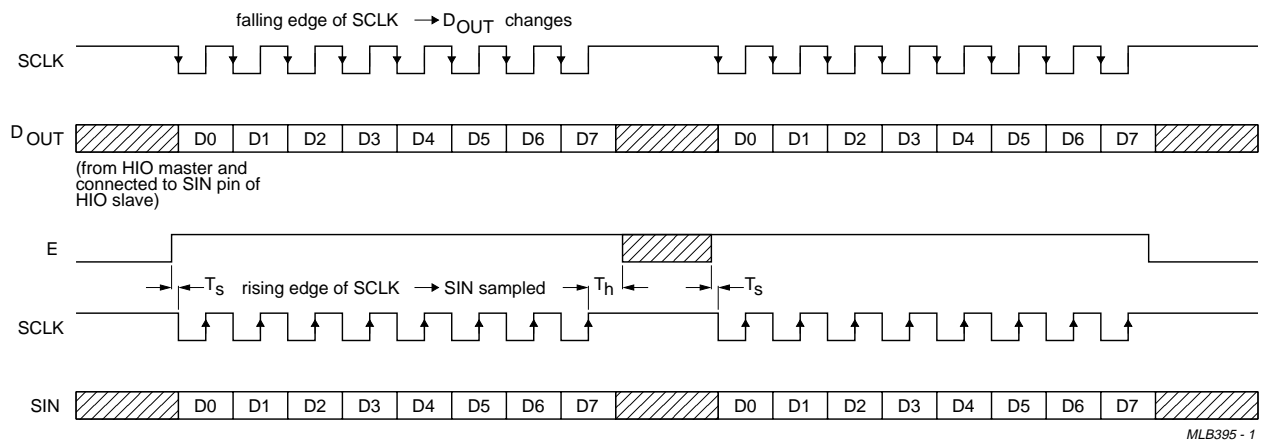 falling edge of SCLK → DOUT changes
SCLK
DOUT D0 D1 D2 D3 D4 D5 D6 D7 D0 D1 D2 D3 D4 D5 D6 D7
(from HIO master and
connected to SIN pin of
HIO slave)
E
Ts rising edge of SCLK → SIN sampled Th Ts
SCLK
SIN D0 D1 D2 D3 D4 D5 D6 D7 D0 D1 D2 D3 D4 D5 D6 D7
MLB395 - 1